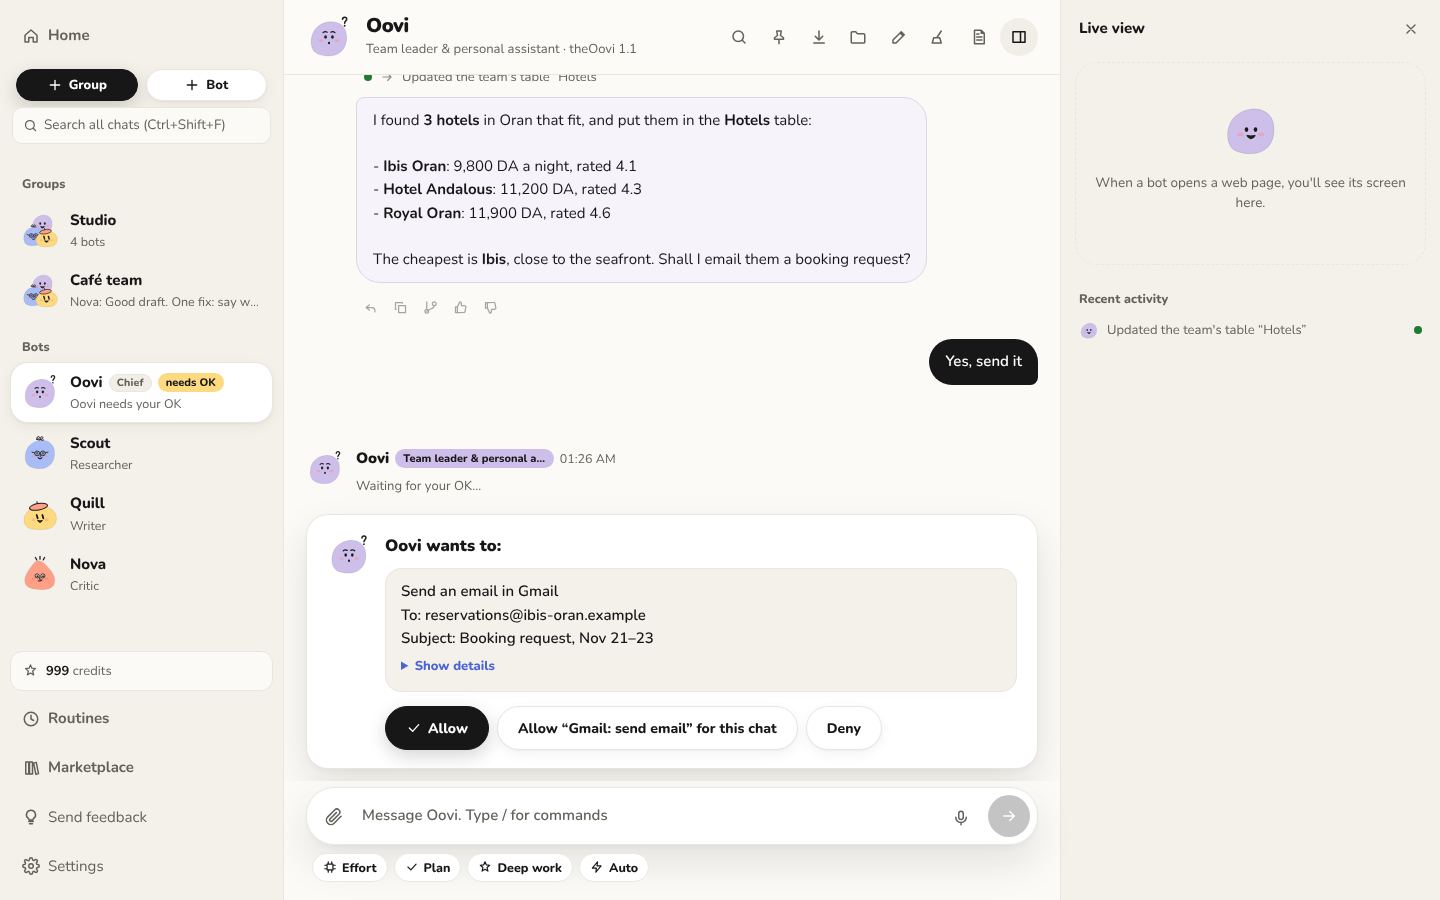 Home
Group
Bot
Search all chats (Ctrl+Shift+F)
Groups
Studio
4 bots
Café team
Nova: Good draft. One fix: say w...
Bots
Oovi Chief needs OK
Oovi needs your OK
Scout
Researcher
Quill
Writer
Nova
Critic
999 credits
Routines
Marketplace
Send feedback
Settings
?
Oovi
Team leader & personal assistant · theOovi 1.1
→ Updated the team's table "Hotels"
I found 3 hotels in Oran that fit, and put them in the Hotels table:
- Ibis Oran: 9,800 DA a night, rated 4.1
- Hotel Andalous: 11,200 DA, rated 4.3
- Royal Oran: 11,900 DA, rated 4.6
The cheapest is Ibis, close to the seafront. Shall I email them a booking request?
Yes, send it
Oovi Team leader & personal a... 01:26 AM
Waiting for your OK...
Oovi wants to:
Send an email in Gmail
To: reservations@ibis-oran.example
Subject: Booking request, Nov 21–23
Show details
Allow
Allow “Gmail: send email” for this chat
Deny
Message Oovi. Type / for commands
Effort
Plan
Deep work
Auto
Live view
When a bot opens a web page, you'll see its screen
here.
Recent activity
Updated the team's table “Hotels”